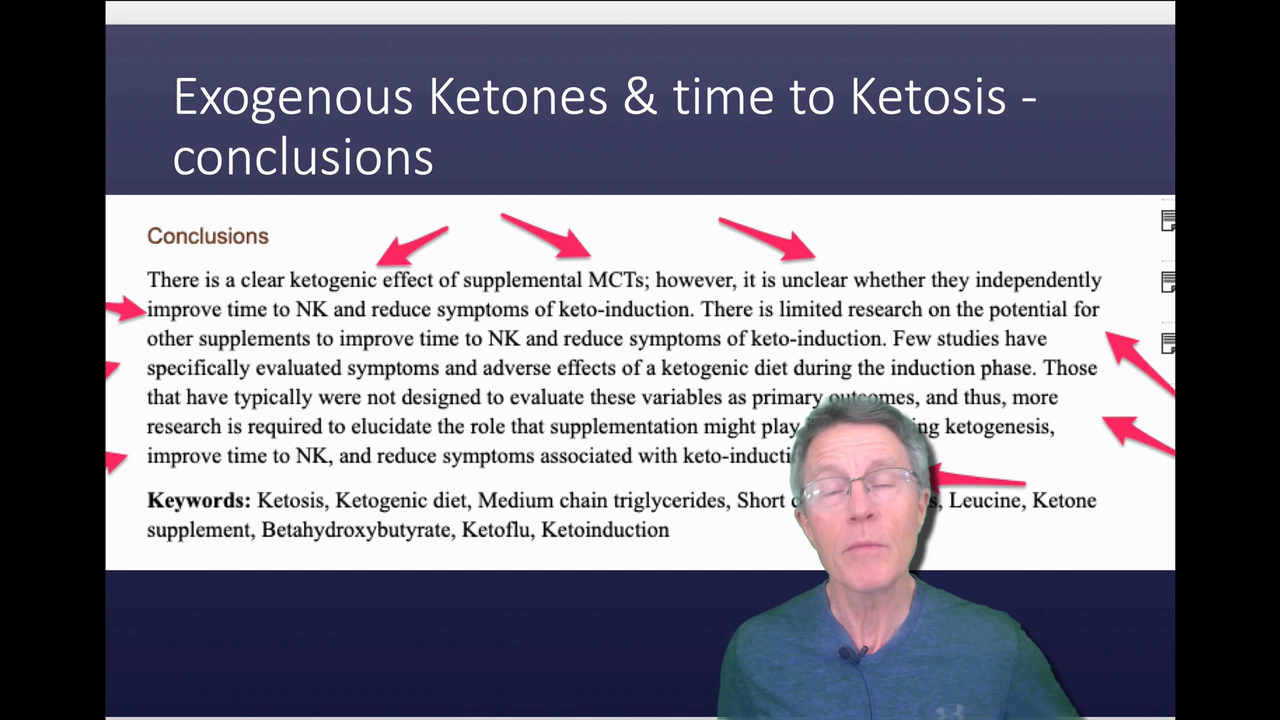 Exogenous Ketones & time to Ketosis -
conclusions
Conclusions
There is a clear ketogenic effect of supplemental MCTs; however, it is unclear whether they independently
improve time to NK and reduce symptoms of keto-induction. There is limited research on the potential for
other supplements to improve time to NK and reduce symptoms of keto-induction. Few studies have
specifically evaluated symptoms and adverse effects of a ketogenic diet during the induction phase. Those
that have typically were not designed to evaluate these variables as primary outcomes, and thus, more
research is required to elucidate the role that supplementation might play ketogenesis,
improve time to NK, and reduce symptoms associated with
Keywords: Ketosis, Ketogenic diet, Medium chain triglycerides, Short Leucine, Ketone
supplement, Betahydroxybutyrate, Ketoflu, Ketoinduction